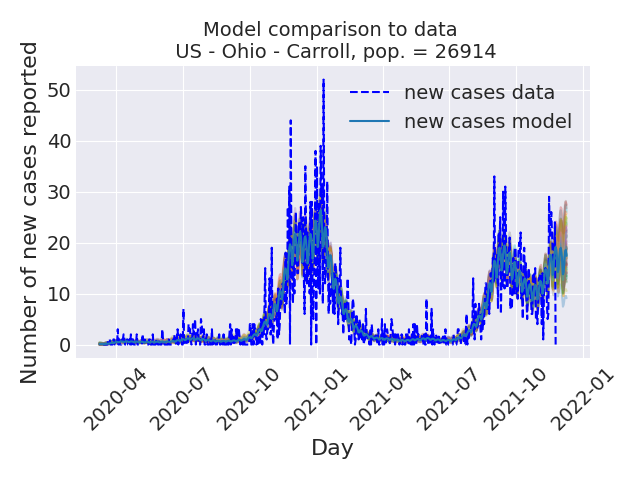 Model comparison to data
US - Ohio - Carroll, pop. = 26914
Number of new cases reported
50
40
30
20
10
0
new cases data
new cases model
2020-04
2020-07
2020-10
2021-01
2021-04
2021-07
2021-10
2022-01
Day